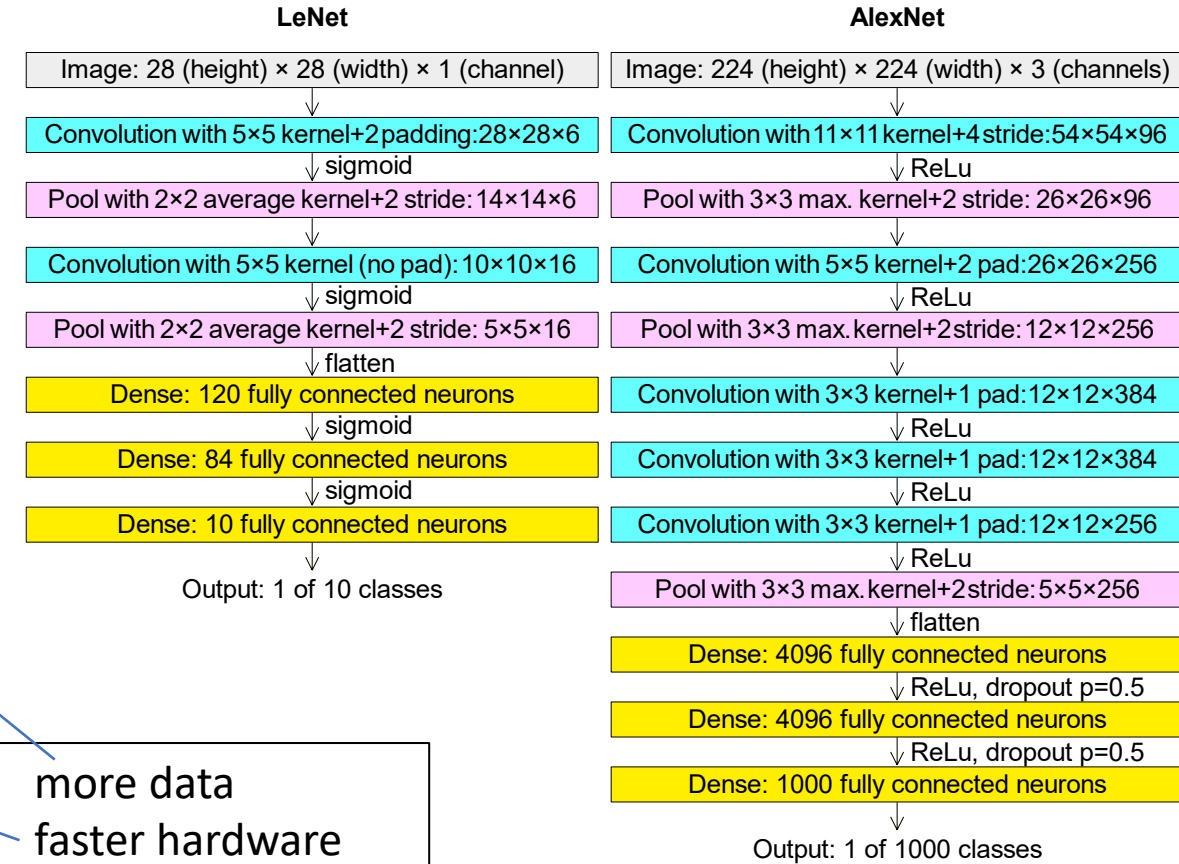 LeNet
Image: 28 (height) × 28 (width) × 1 (channel)
Convolution with 5×5 kernel+2padding:28×28×6
sigmoid
Pool with 2×2 average kernel+2 stride:14×14×6
Convolution with 5×5 kernel (no pad):10×10×16
sigmoid
Pool with 2×2 average kernel+2 stride: 5×5×16
flatten
Dense: 120 fully connected neurons
sigmoid
Dense: 84 fully connected neurons
sigmoid
Dense: 10 fully connected neurons
Output: 1 of 10 classes
AlexNet
Image: 224 (height) × 224 (width) × 3 (channels)
Convolution with 11×11 kernel+4 stride:54×54×96
ReLu
Pool with 3×3 max. kernel+2 stride: 26×26×96
Convolution with 5×5 kernel+2 pad:26×26×256
ReLu
Pool with 3×3 max.kernel+2stride:12×12×256
Convolution with 3×3 kernel+1 pad:12×12×384
ReLu
Convolution with 3×3 kernel+1 pad:12×12×384
ReLu
Convolution with 3×3 kernel+1 pad:12×12×256
ReLu
Pool with 3×3 max.kernel+2stride:5×5×256
flatten
Dense: 4096 fully connected neurons
ReLu, dropout p=0.5
Dense: 4096 fully connected neurons
ReLu, dropout p=0.5
Dense: 1000 fully connected neurons
Output: 1 of 1000 classes
more data
faster hardware